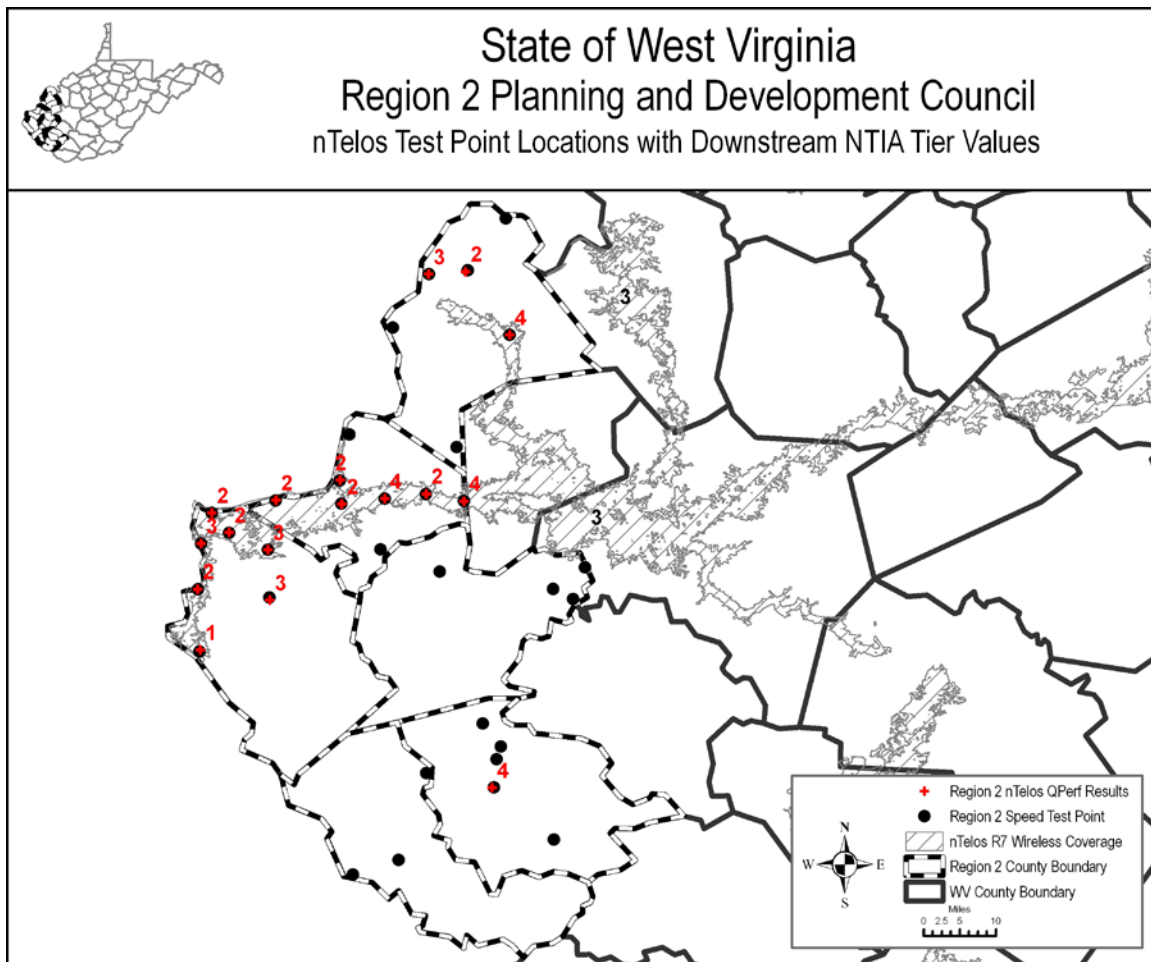 State of West Virginia
Region 2 Planning and Development Council
nTelos Test Point Locations with Downstream NTIA Tier Values
3 2
3
4
2
2 4 2 4
2 2
3 2
3
2
3
1
3
4
Region 2 nTelos QPerf Results
Region 2 Speed Test Point
nTelos R7 Wireless Coverage
Region 2 County Boundary
WV County Boundary
N
W E
S
Miles
0 2.5 5 10